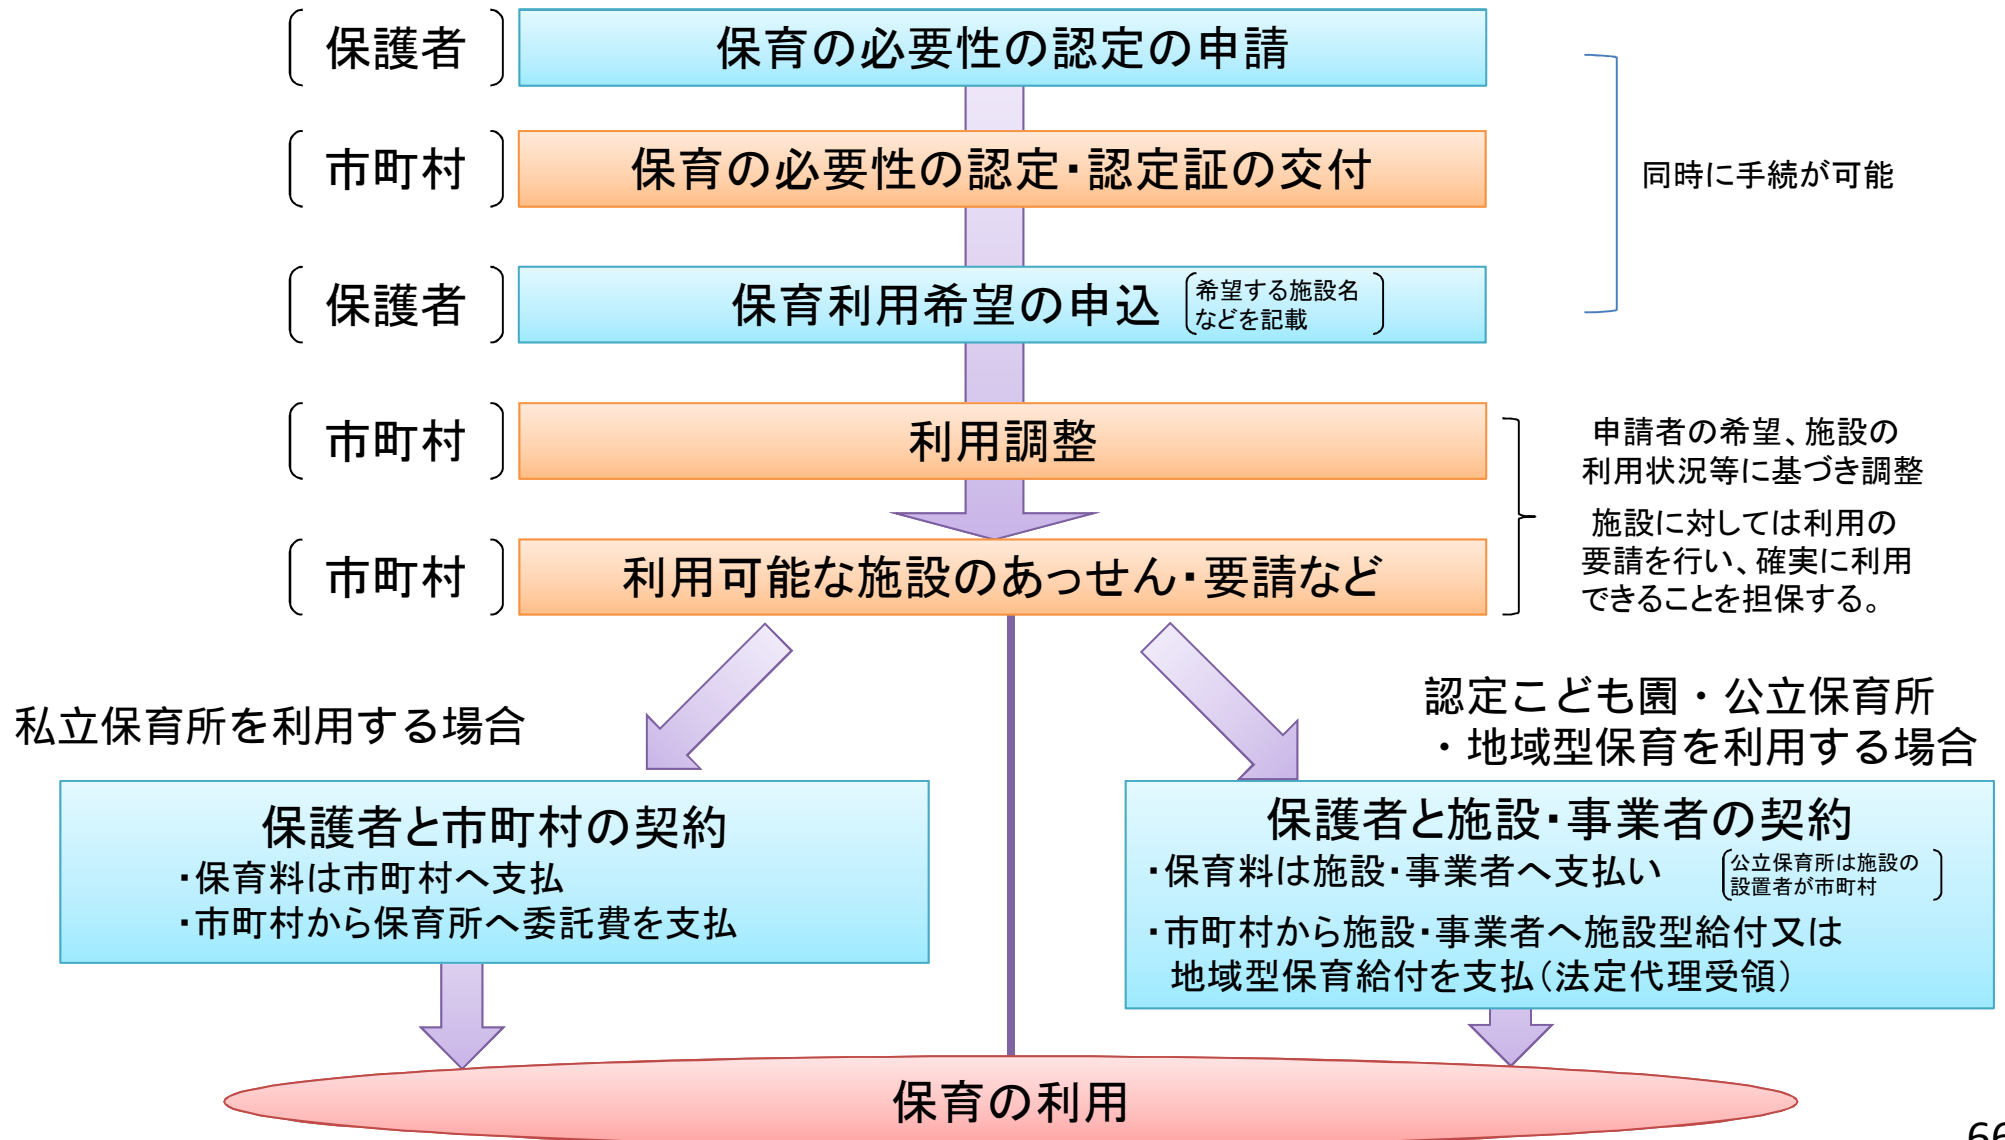 保護者
保育の必要性の認定の申請
市町村
保育の必要性の認定・認定証の交付
同時に手続が可能
保護者
保育利用希望の申込
希望する施設名
などを記載
市町村
利用調整
申請者の希望、施設の
利用状況等に基づき調整
施設に対しては利用の
要請を行い、確実に利用
できることを担保する。
市町村
利用可能な施設のあっせん・要請など
私立保育所を利用する場合
保護者と市町村の契約
・保育料は市町村へ支払
・市町村から保育所へ委託費を支払
認定こども園・公立保育所
・地域型保育を利用する場合
保護者と施設・事業者の契約
・保育料は施設・事業者へ支払い
公立保育所は施設の
設置者が市町村
・市町村から施設・事業者へ施設型給付又は
地域型保育給付を支払（法定代理受領）
保育の利用
66